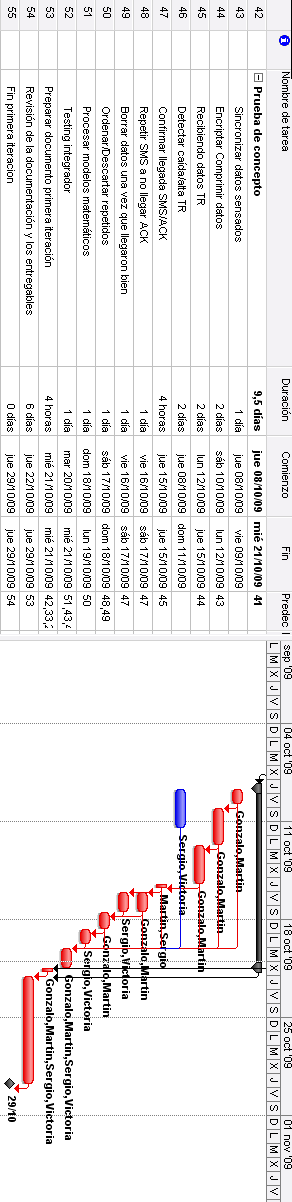 Nombre de tarea Duración Comienzo Fin Predec
sep '09 04 oct '09 11 oct '09 18 oct '09 25 oct '09 01 nov '09
L M X J V S D L M X J V S D L M X J V S D L M X J V S D L M X J V S D L M X J V
42 Prueba de concepto 9,5 días jue 08/10/09 mié 21/10/09 41
43 Sincronizar datos sensados 1 día jue 08/10/09 vie 09/10/09
Gonzalo,Martin
44 Encriptar Comprimir datos 2 días sáb 10/10/09 lun 12/10/09 43
Gonzalo,Martin
45 Recibiendo datos TR 2 días lun 12/10/09 jue 15/10/09 44
Gonzalo,Martin
46 Detectar caída/alta TR 2 días jue 08/10/09 dom 11/10/09
Sergio,Victoria
47 Confirmar llegada SMS/ACK 4 horas jue 15/10/09 jue 15/10/09 45
Martin,Sergio
48 Repetir SMS a no llegar ACK 1 día vie 16/10/09 sáb 17/10/09 47
Gonzalo,Martin
49 Borrar datos una vez que llegaron bien 1 día vie 16/10/09 sáb 17/10/09 47
Sergio,Victoria
50 Ordenar/Descartar repetidos 1 día sáb 17/10/09 dom 18/10/09 48,49
Gonzalo,Martin
51 Procesar modelos matemáticos 1 día dom 18/10/09 lun 19/10/09 50
Sergio,Victoria
52 Testing integrador 1 día mar 20/10/09 mié 21/10/09 51,43,4
Gonzalo,Martin,Sergio,Victoria
53 Preparar documento primera iteración 4 horas mié 21/10/09 mié 21/10/09 42,33,
Gonzalo,Martin,Sergio,Victoria
54 Revisión de la documentación y los entregables 6 días jue 22/10/09 jue 29/10/09 53
55 Fin primera iteracion 0 días jue 29/10/09 jue 29/10/09 54
29/10